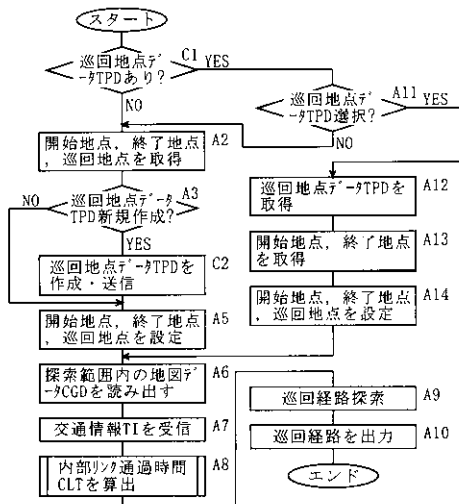 スタート
巡回地点デ
ータTPDあり?
C1
YES
NO
巡回地点デ
ータTPD選択?
A11
YES
NO
開始地点，終了地点
，巡回地点を取得
A2
巡回地点データ
TPD新規作成?
A3
NO
YES
巡回地点データTPDを
作成・送信
C2
開始地点，終了地点
，巡回地点を設定
A5
巡回地点データTPDを
取得
A12
開始地点，終了地点
を取得
A13
開始地点，終了地点
，巡回地点を設定
A14
探索範囲内の地図デ
ータCGDを読み出す
A6
交通情報TIを受信
A7
内部リンク通過時間
CLTを算出
A8
巡回経路探索
A9
巡回経路を出力
A10
エンド